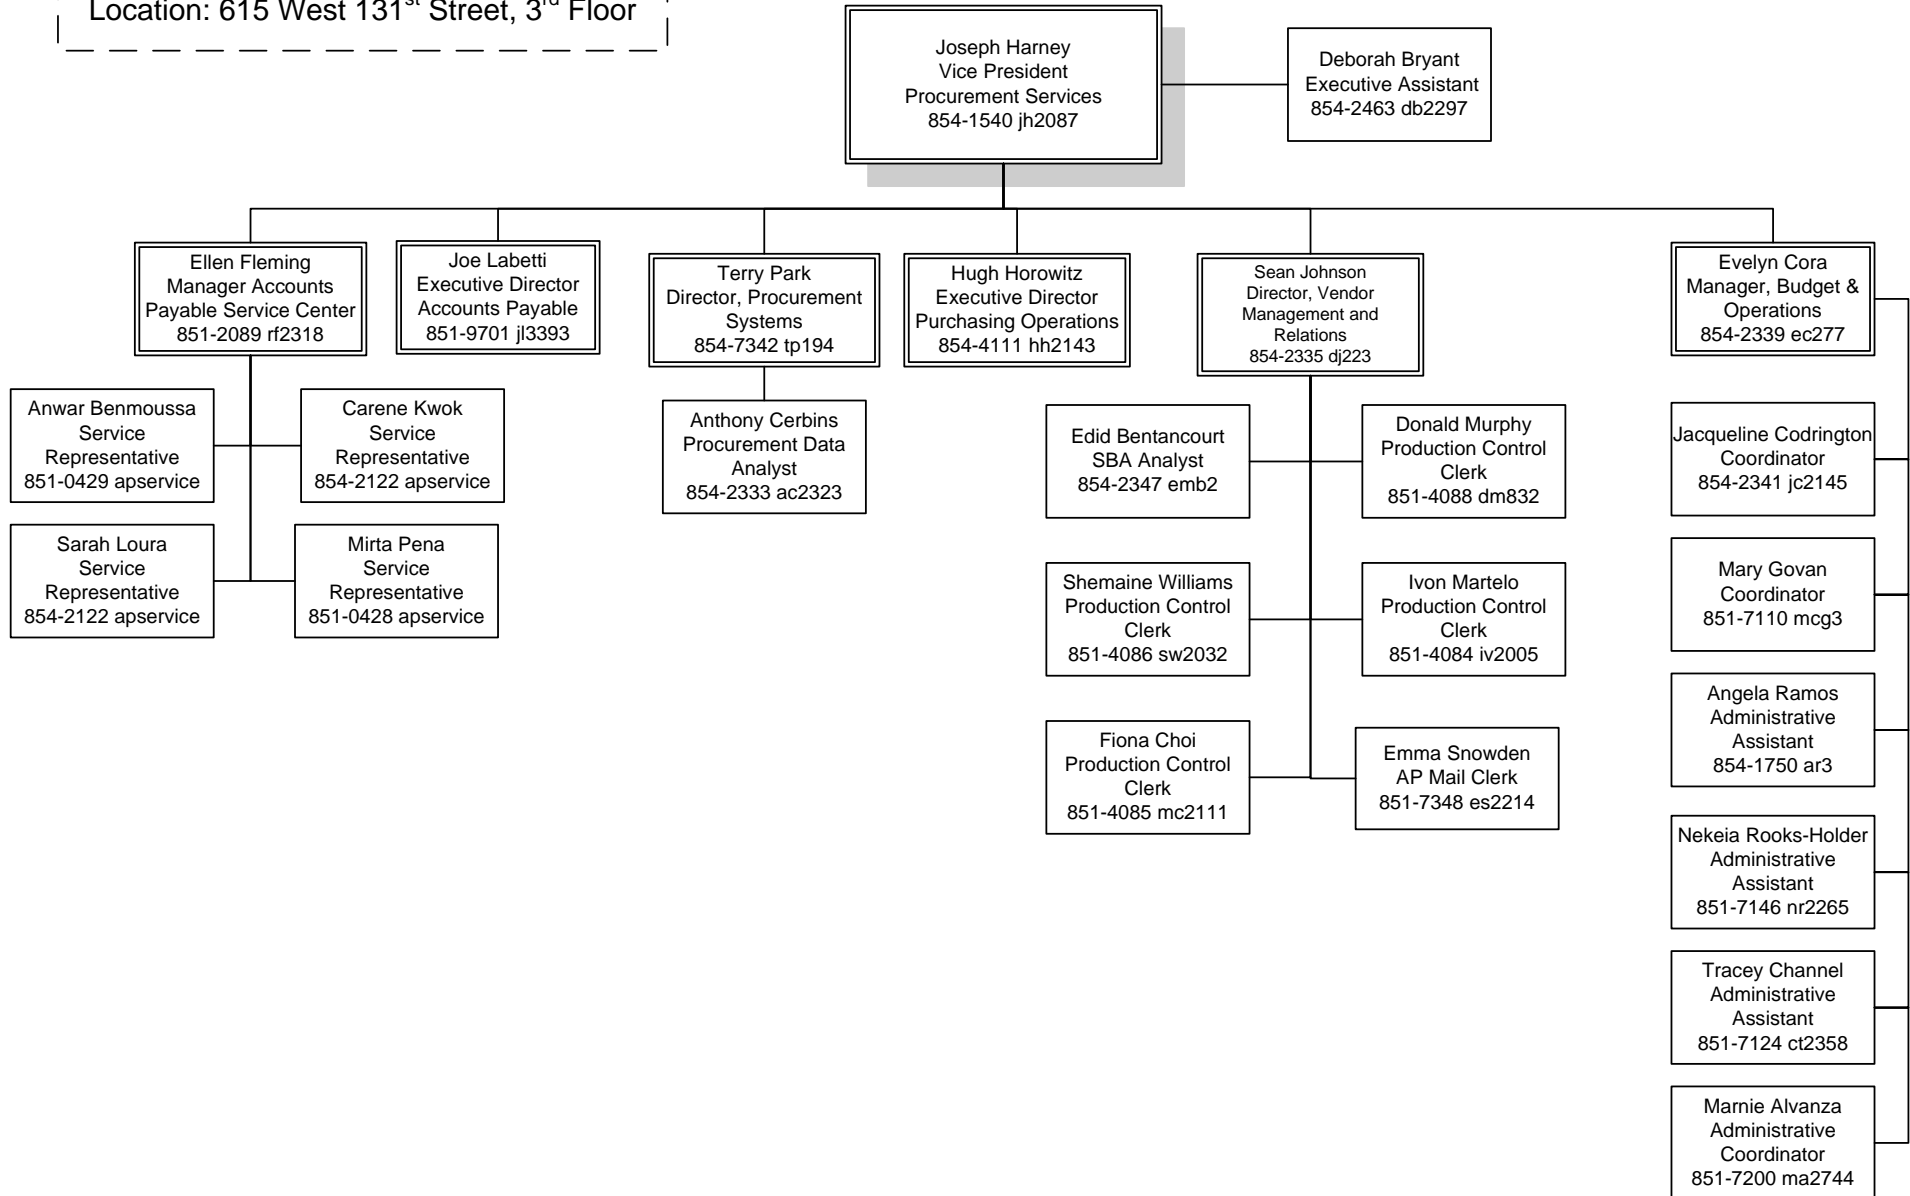 Location: 615 West 131st Street, 3rd Floor
Joseph Harney
Vice President
Procurement Services
854-1540 jh2087
Deborah Bryant
Executive Assistant
854-2463 db2297
Ellen Fleming
Manager Accounts
Payable Service Center
851-2089 rf2318
Joe Labetti
Executive Director
Accounts Payable
851-9701 jl3393
Terry Park
Director, Procurement
Systems
854-7342 tp194
Hugh Horowitz
Executive Director
Purchasing Operations
854-4111 hh2143
Sean Johnson
Director, Vendor
Management and
Relations
854-2335 dj223
Evelyn Cora
Manager, Budget &
Operations
854-2339 ec277
Anwar Benmoussa
Service
Representative
851-0429 apservice
Carene Kwok
Service
Representative
854-2122 apservice
Sarah Loura
Service
Representative
854-2122 apservice
Mirta Pena
Service
Representative
851-0428 apservice
Anthony Cerbins
Procurement Data
Analyst
854-2333 ac2323
Edid Bentancourt
SBA Analyst
854-2347 emb2
Donald Murphy
Production Control
Clerk
851-4088 dm832
Shemaine Williams
Production Control
Clerk
851-4086 sw2032
Ivon Martelo
Production Control
Clerk
851-4084 iv2005
Fiona Choi
Production Control
Clerk
851-4085 mc2111
Emma Snowden
AP Mail Clerk
851-7348 es2214
Jacqueline Codrington
Coordinator
854-2341 jc2145
Mary Govan
Coordinator
851-7110 mcg3
Angela Ramos
Administrative
Assistant
854-1750 ar3
Nekeia Rooks-Holder
Administrative
Assistant
851-7146 nr2265
Tracey Channel
Administrative
Assistant
851-7124 ct2358
Marnie Alvanza
Administrative
Coordinator
851-7200 ma2744